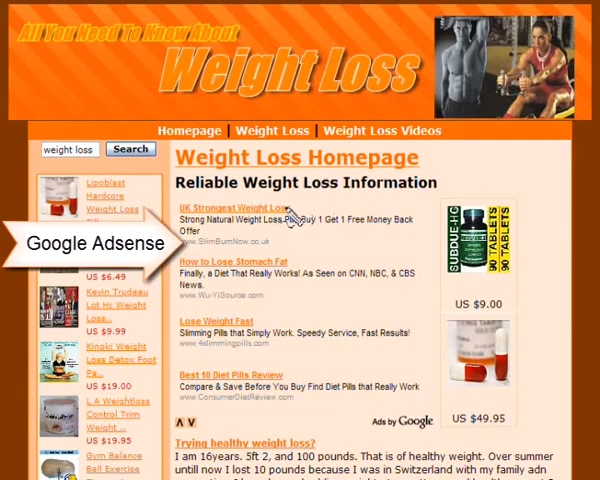 All You Need To Know About
Weight Loss
Homepage | Weight Loss | Weight Loss Videos
weight loss Search
Lipoblast
Hardcore
Weight Loss
Google Adsense
US $6.49
Kevin Trudeau
Lot Hc Weight
Loss..
US $9.99
Kinoki Weight
Loss Detox Foot
Pa..
US $19.00
L A Weightloss
Control Trim
Weight ..
US $19.95
Gym Balance
Ball Exercise
Weight Loss Homepage
Reliable Weight Loss Information
UK Strongest Weight Los
Strong Natural Weight Loss Buy 1 Get 1 Free Money Back
Offer
www.SlimBurnNow.co.uk
How to Lose Stomach Fat
Finally, a Diet That Really Works! As Seen on CNN, NBC, & CBS
News.
www.Wu-YiSource.com
Lose Weight Fast
Slimming Pills that Simply Work. Speedy Service, Fast Results!
www.4slimmingpills.com
Best 10 Diet Pills Review
Compare & Save Before You Buy Find Diet Pills that Really Work
www.ConsumerDietReview.com
Ads by Google
SUBDUE-HG
90 TABLETS
90 TABLETS
US $9.00
US $49.95
Trying healthy weight loss?
I am 16years. 5ft 2, and 100 pounds. That is of healthy weight. Over summer
untill now I lost 10 pounds because I was in Switzerland with my family adn